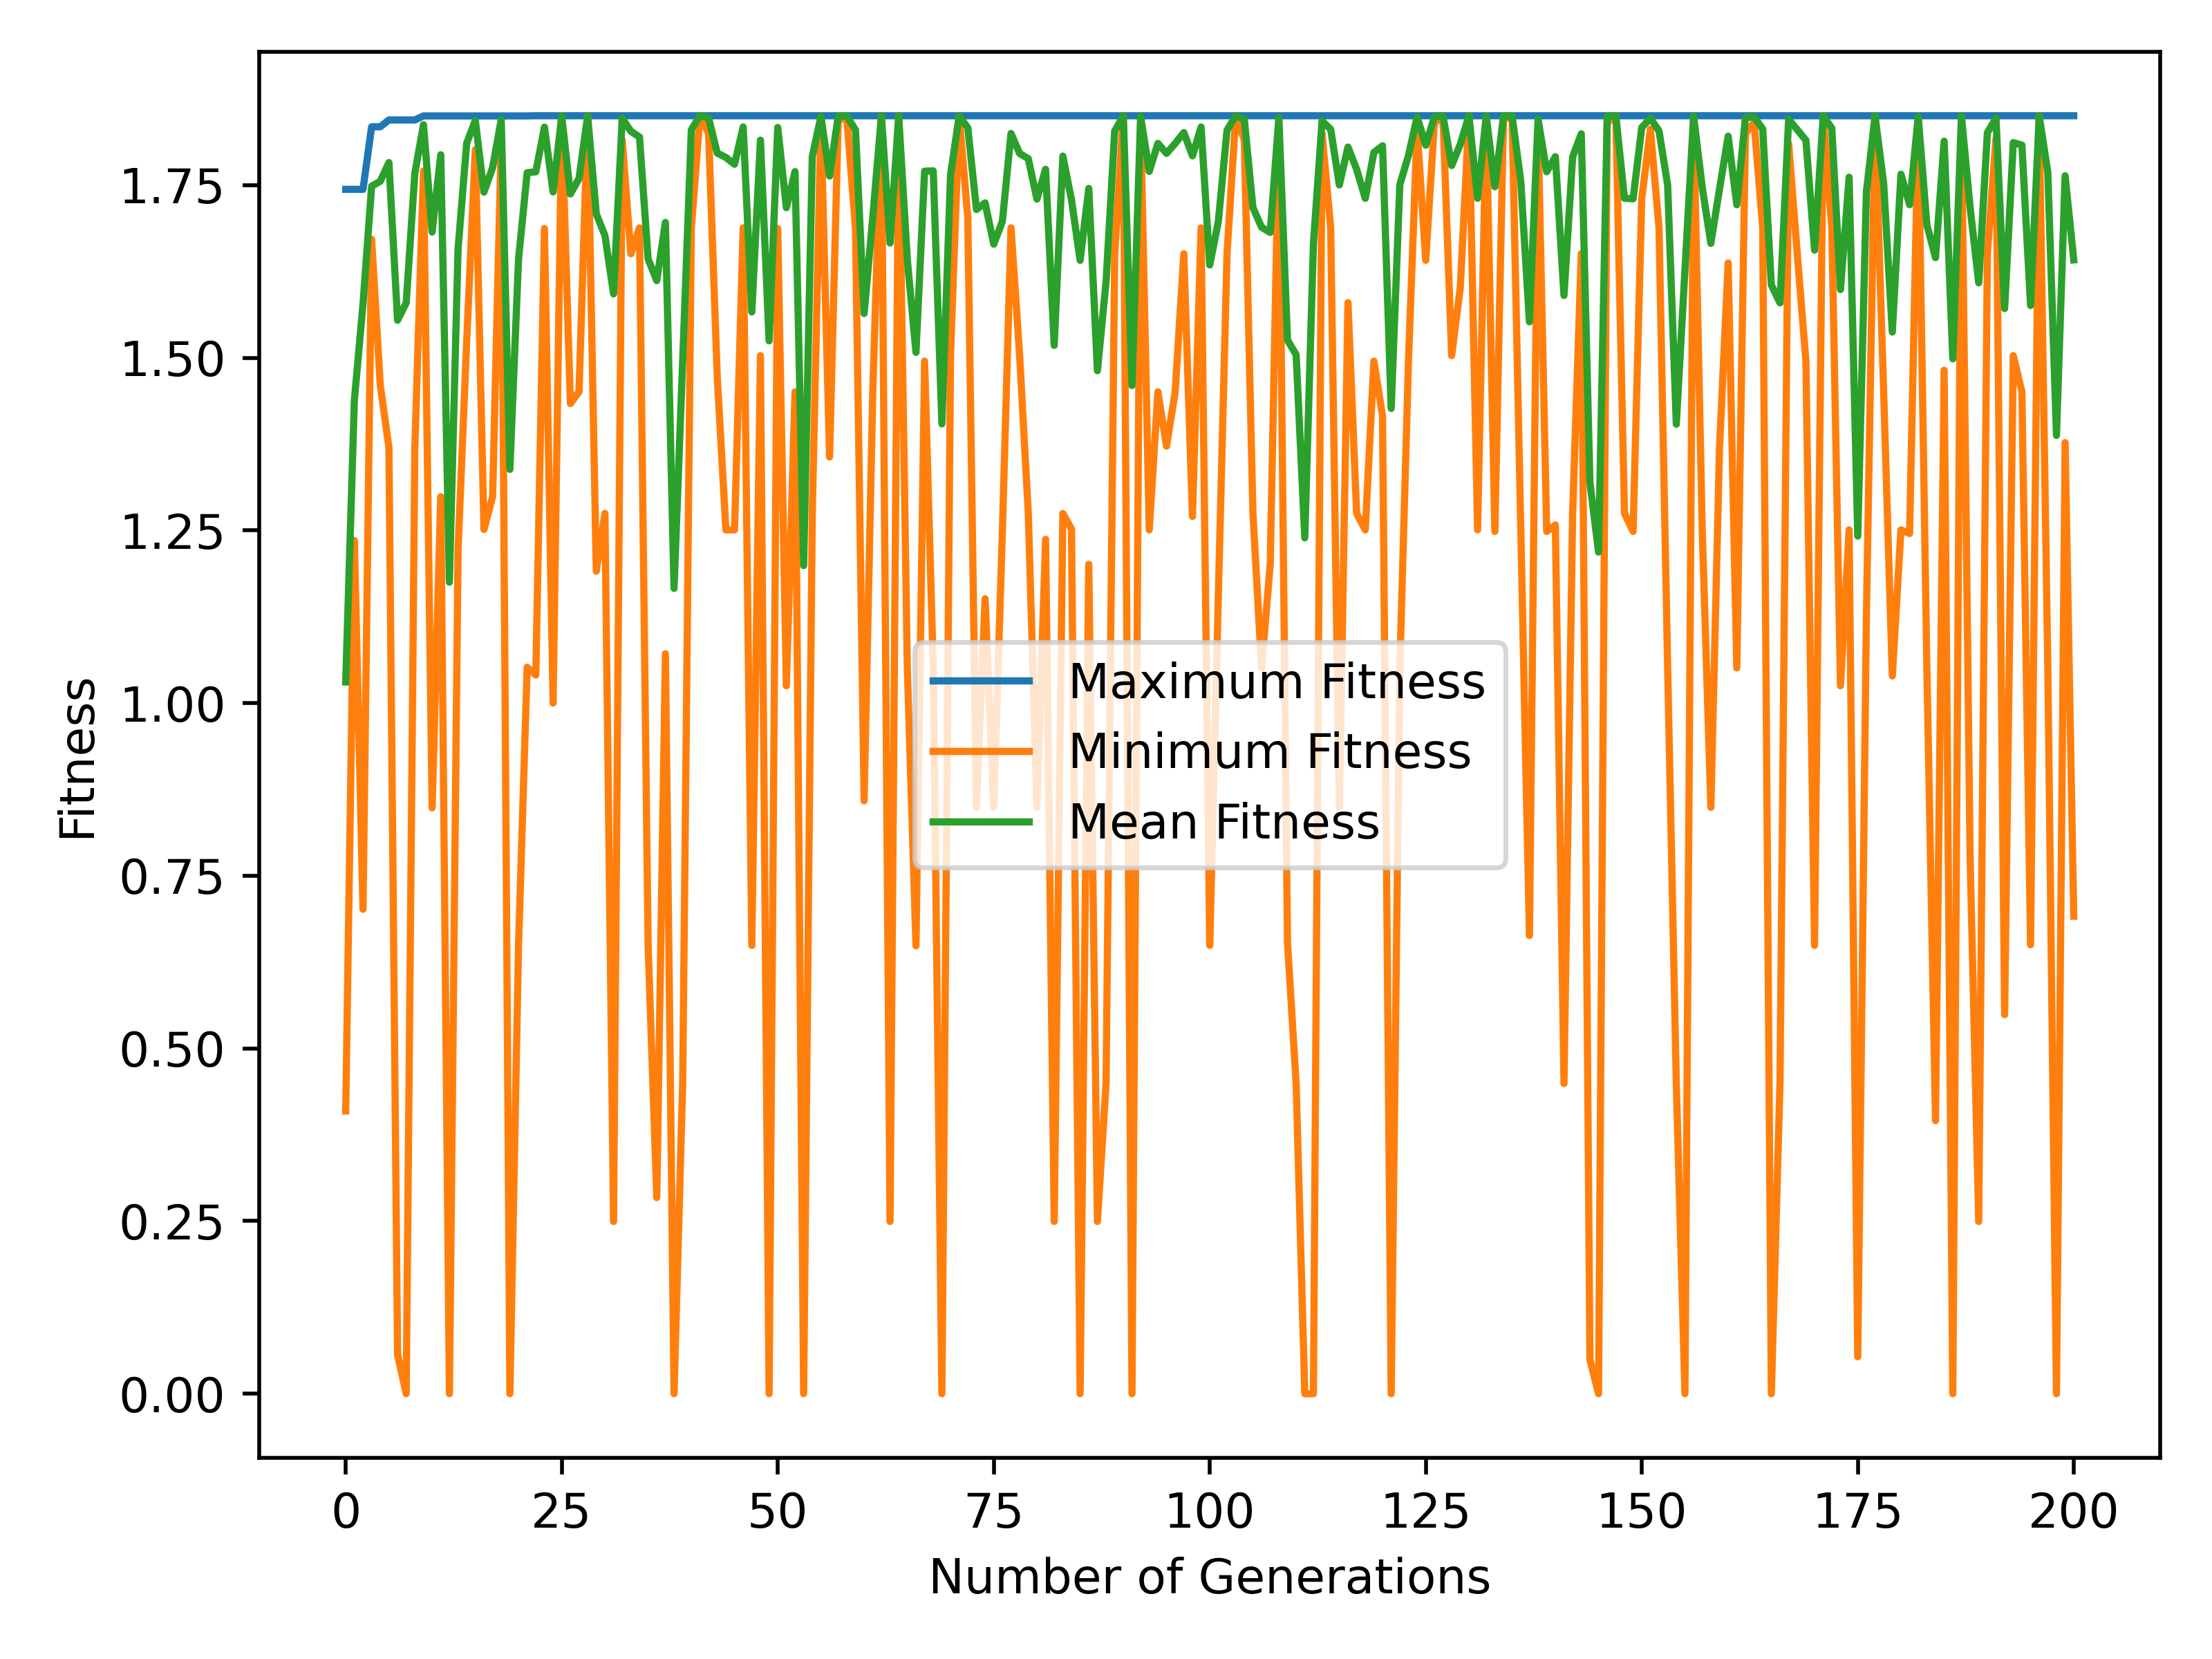 1.75
1.50
1.25
1.00
0.75
0.50
0.25
0.00
Fitness
Maximum Fitness
Minimum Fitness
Mean Fitness
0 25 50 75 100 125 150 175 200
Number of Generations